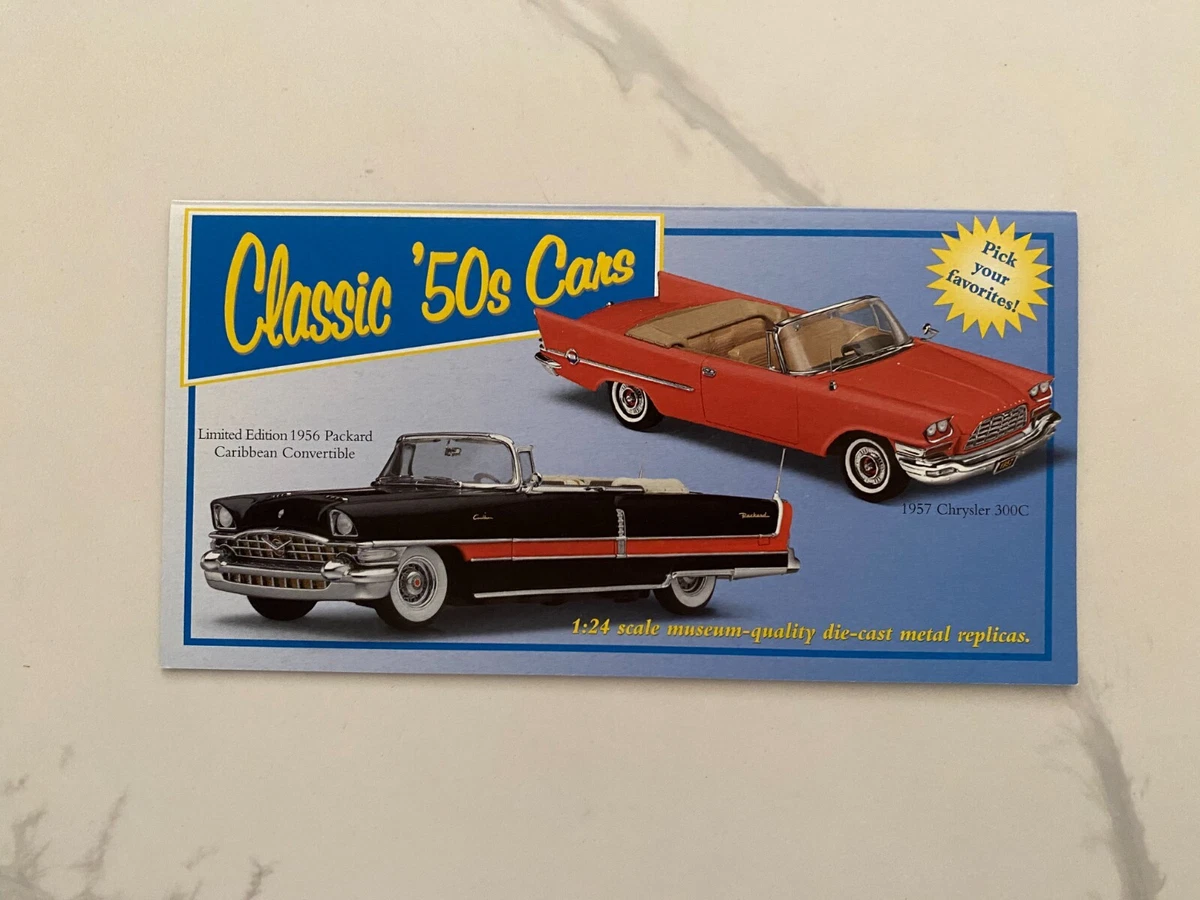 Classic '50s Cars
Pick
your
favorites!
Limited Edition 1956 Packard
Caribbean Convertible
1957 Chrysler 300C
Packard
1:24 scale museum-quality die-cast metal replicas.